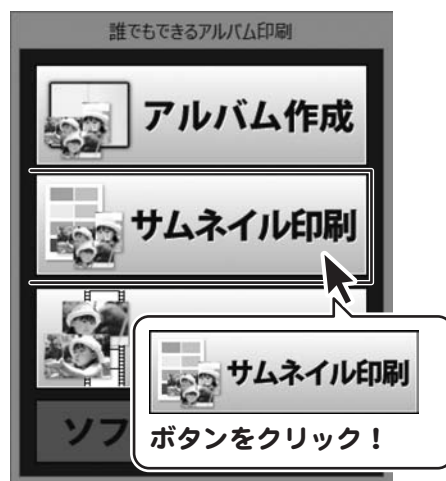 誰でもできるアルバム印刷
アルバム作成
サムネイル印刷
サムネイル印刷
ボタンをクリック!
ソフ